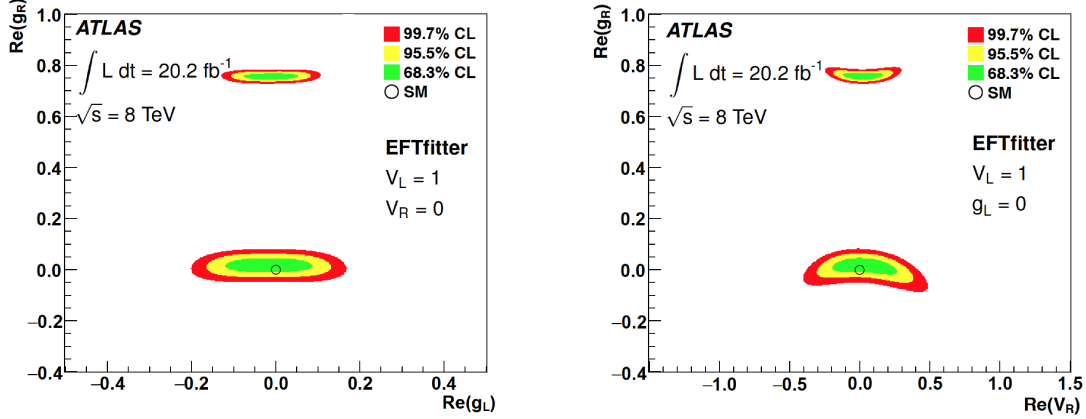 Re(g_R)
1.0
0.8
0.6
0.4
0.2
0.0
−0.2
−0.4
ATLAS
∫ L dt = 20.2 fb⁻¹
√s = 8 TeV
99.7% CL
95.5% CL
68.3% CL
SM
EFTfitter
V_L = 1
V_R = 0
−0.4 −0.2 0.0 0.2 0.4
Re(g_L)
Re(g_R)
1.0
0.8
0.6
0.4
0.2
0.0
−0.2
−0.4
ATLAS
∫ L dt = 20.2 fb⁻¹
√s = 8 TeV
99.7% CL
95.5% CL
68.3% CL
SM
EFTfitter
V_L = 1
g_L = 0
−1.0 −0.5 0.0 0.5 1.0 1.5
Re(V_R)